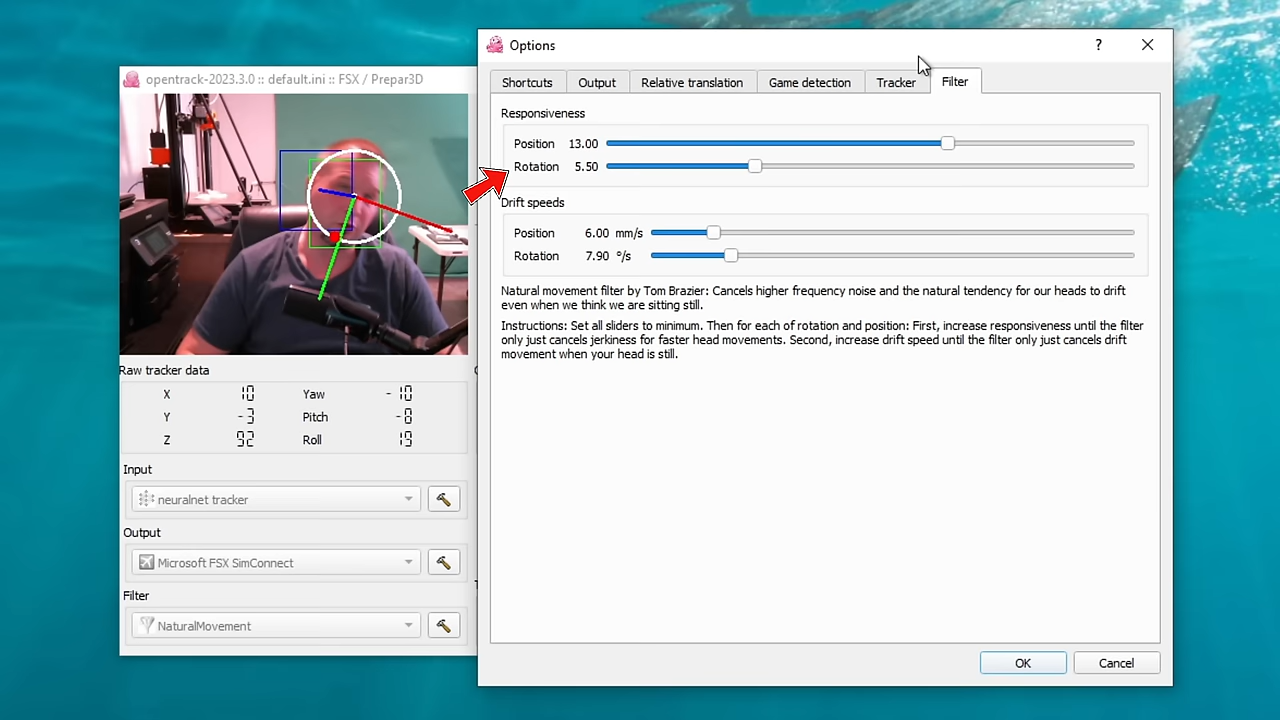 opentrack-2023.3.0 :: default.ini :: FSX / Prepar3D
Raw tracker data
X 10 Yaw -10
Y -3 Pitch -8
Z 92 Roll 19
Input
neuralnet tracker
Output
Microsoft FSX SimConnect
Filter
NaturalMovement
Options
?
Shortcuts Output Relative translation Game detection Tracker Filter
Responsiveness
Position 13.00
Rotation 5.50
Drift speeds
Position 6.00 mm/s
Rotation 7.90 °/s
Natural movement filter by Tom Brazier: Cancels higher frequency noise and the natural tendency for our heads to drift
even when we think we are sitting still.
Instructions: Set all sliders to minimum. Then for each of rotation and position: First, increase responsiveness until the filter
only just cancels jerkiness for faster head movements. Second, increase drift speed until the filter only just cancels drift
movement when your head is still.
OK Cancel